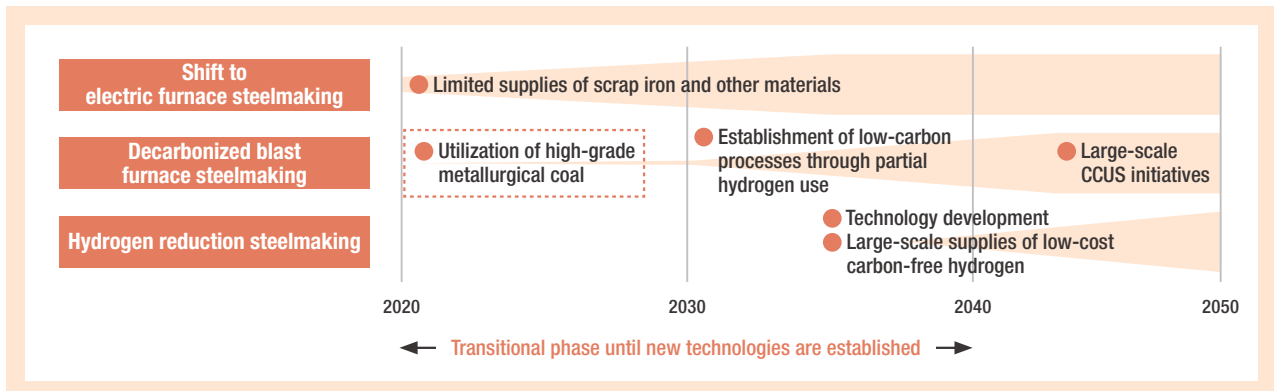 Shift to
electric furnace steelmaking
Limited supplies of scrap iron and other materials
Decarbonized blast
furnace steelmaking
Utilization of high-grade
metallurgical coal
Establishment of low-carbon
processes through partial
hydrogen use
Large-scale
CCUS initiatives
Hydrogen reduction steelmaking
Technology development
Large-scale supplies of low-cost
carbon-free hydrogen
2020
2030
2040
2050
Transitional phase until new technologies are established